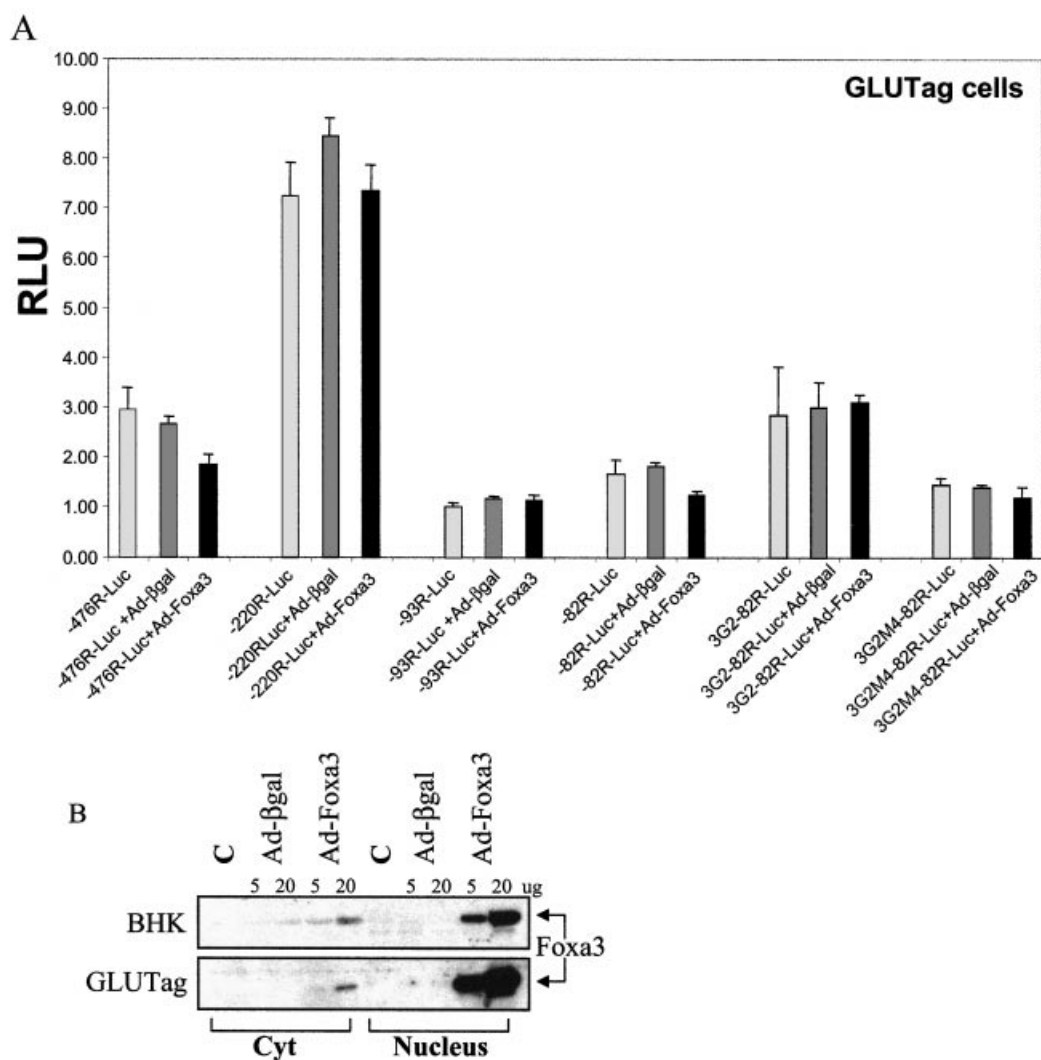 A
10.00
GLUTag cells
9.00
8.00
7.00
6.00
5.00
4.00
3.00
2.00
1.00
0.00
RLU
-476R-Luc
-476R-Luc +Ad-βgal
-476R-Luc+Ad-Foxa3
-220R-Luc
-220RLuc+Ad-βgal
-220R-Luc+Ad-Foxa3
-93R-Luc
-93R-Luc +Ad-βgal
-93R-Luc+Ad-Foxa3
-82R-Luc
-82R-Luc+Ad-βgal
-82R-Luc+Ad-Foxa3
3G2-82R-Luc
3G2-82R-Luc+Ad-βgal
3G2-82R-Luc+Ad-Foxa3
3G2M4-82R-Luc
3G2M4-82R-Luc+Ad-βgal
3G2M4-82R-Luc+Ad-Foxa3
B
C Ad-βgal Ad-Foxa3 C Ad-βgal Ad-Foxa3
5 20 5 20 5 20 5 20 ug
BHK
Foxa3
GLUTag
Cyt Nucleus